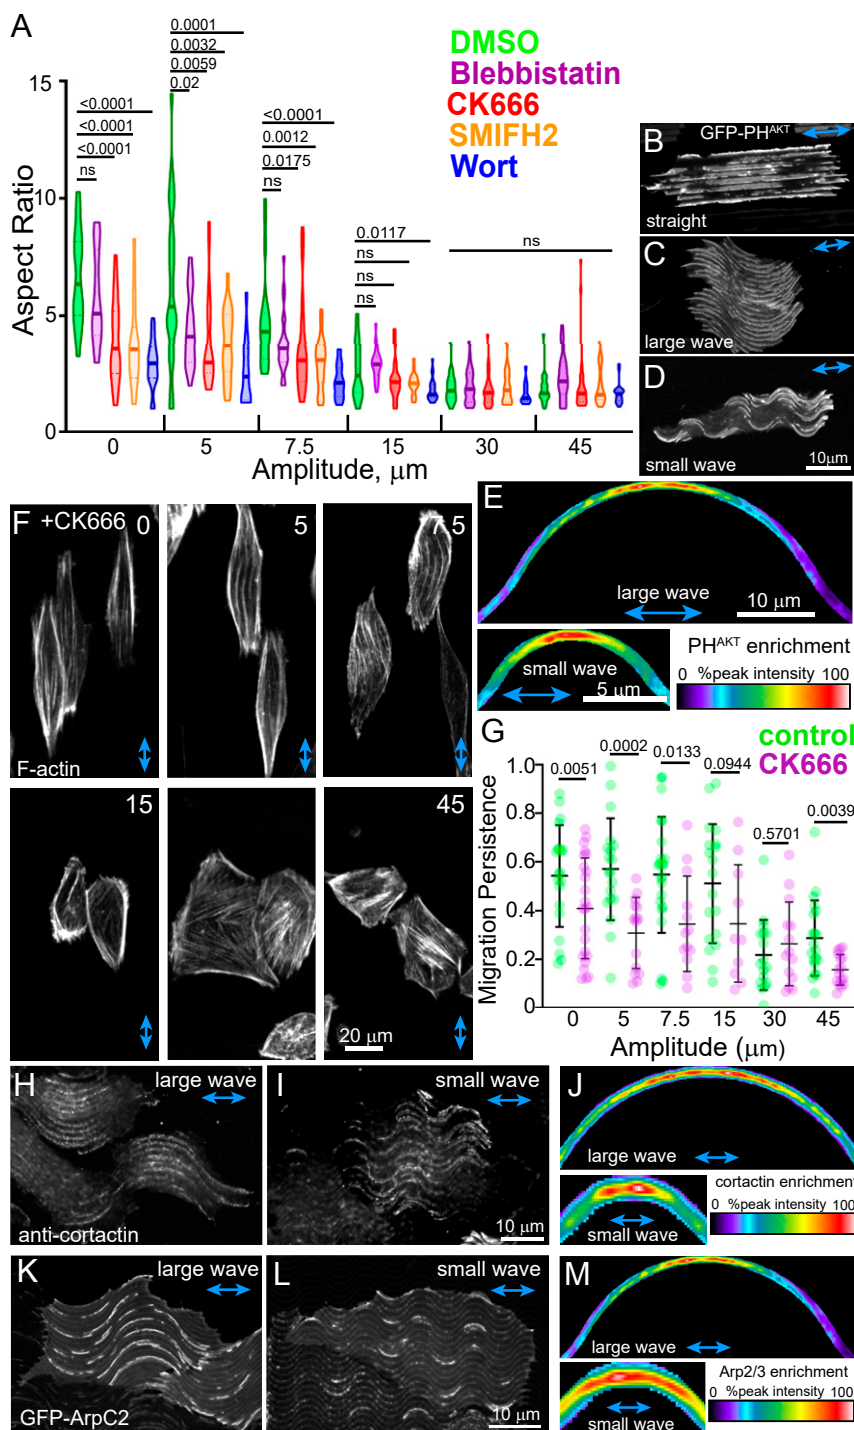 A
DMSO
Blebbistatin
CK666
SMIFH2
Wort
0.0001
0.0032
0.0059
0.02
<0.0001
<0.0001
<0.0001
ns
<0.0001
0.0012
0.0175
ns
0.0117
ns
ns
ns
ns
15
10
5
0
Aspect Ratio
0 5 7.5 15 30 45
Amplitude, μm
B GFP-PH^AKT
straight
C
large wave
D
small wave
10μm
E
large wave
10 μm
small wave
5 μm
PH^AKT enrichment
0 %peak intensity 100
F +CK666
0
5
7.5
F-actin
15
45
20 μm
G
control
CK666
0.0051
0.0002
0.0133
0.0944
0.5701
0.0039
1.0
0.8
0.6
0.4
0.2
0
Migration Persistence
0 5 7.5 15 30 45
Amplitude (μm)
H large wave
anti-cortactin
I small wave
10 μm
J
large wave
small wave
cortactin enrichment
0 %peak intensity 100
K large wave
GFP-ArpC2
L small wave
10 μm
M
large wave
small wave
Arp2/3 enrichment
0 %peak intensity 100